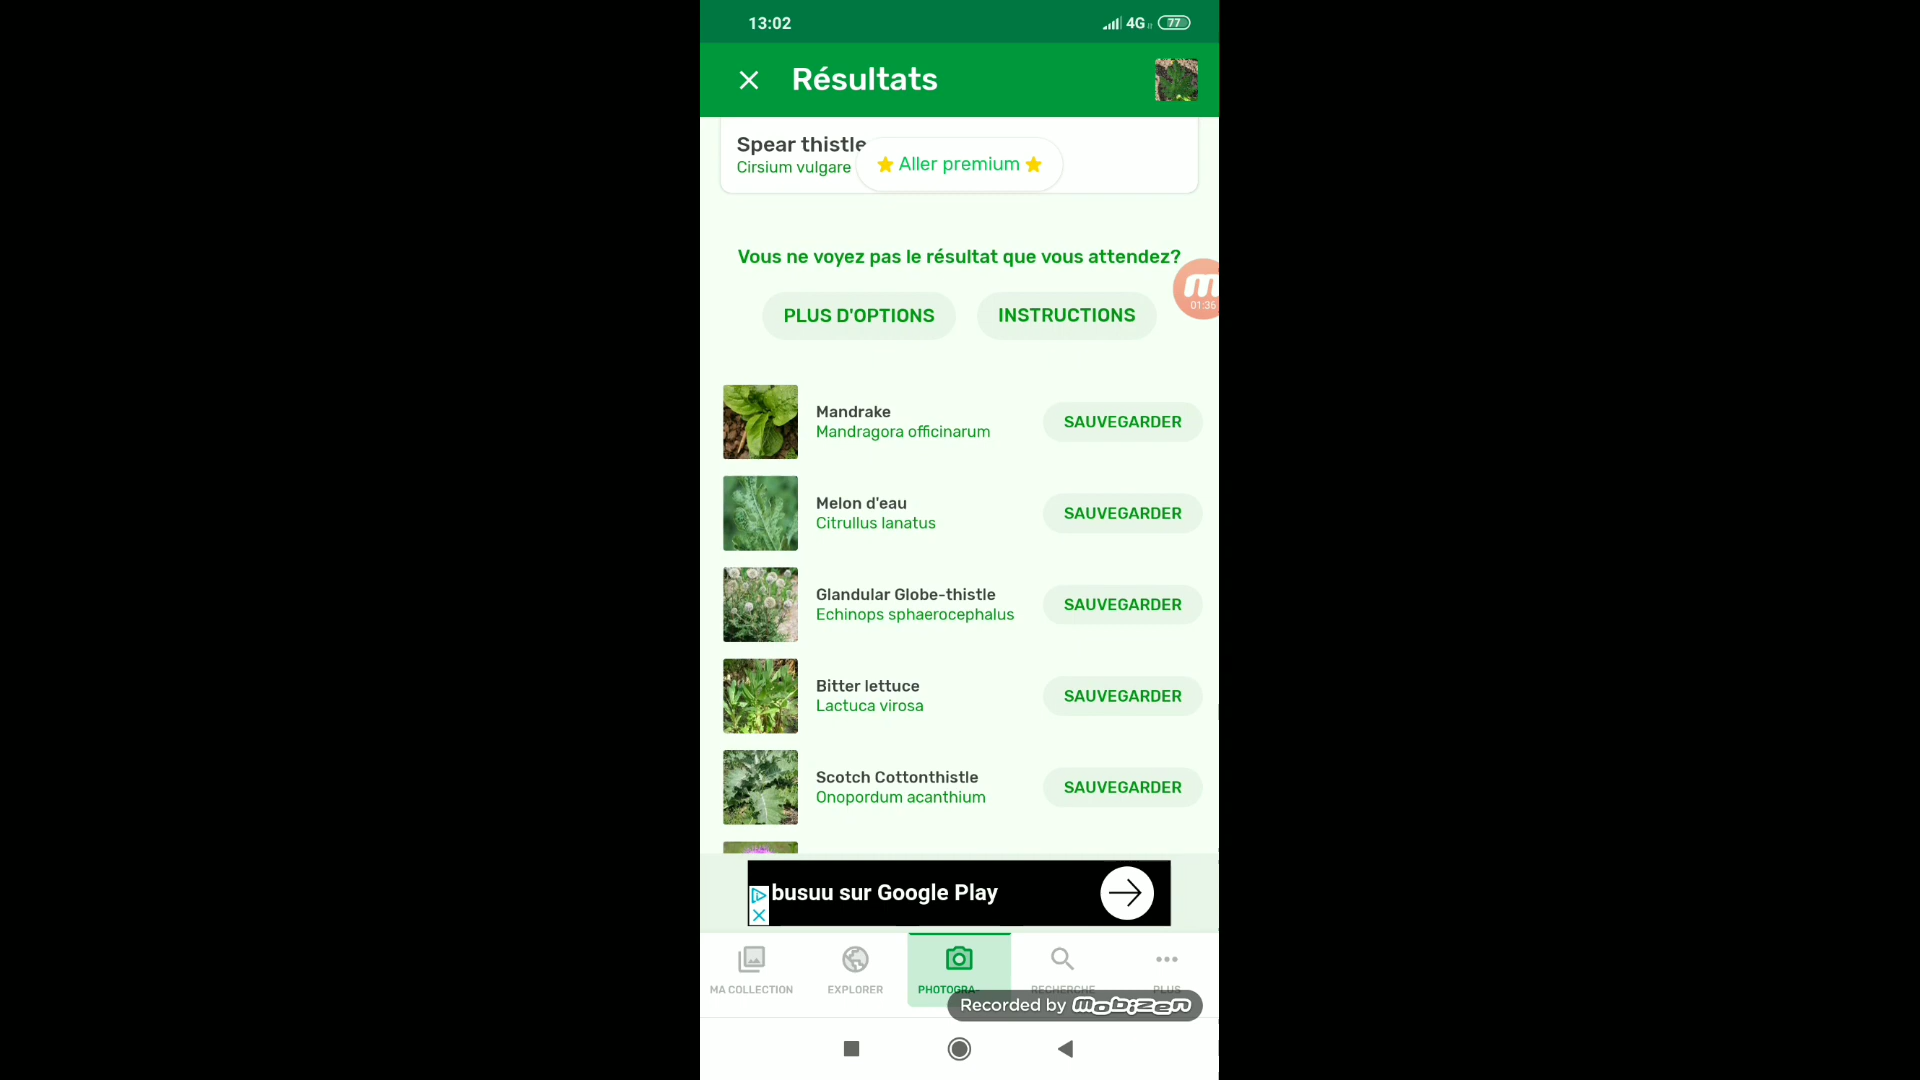 13:02
4G
77
Résultats
Spear thistle
Cirsium vulgare
Aller premium
Vous ne voyez pas le résultat que vous attendez?
PLUS D'OPTIONS
INSTRUCTIONS
01:36
Mandrake
Mandragora officinarum
SAUVEGARDER
Melon d'eau
Citrullus lanatus
SAUVEGARDER
Glandular Globe-thistle
Echinops sphaerocephalus
SAUVEGARDER
Bitter lettuce
Lactuca virosa
SAUVEGARDER
Scotch Cottonthistle
Onopordum acanthium
SAUVEGARDER
busuu sur Google Play
MA COLLECTION
EXPLORER
PHOTOGRA
RECHERCHE
PLUS
Recorded by mobizen